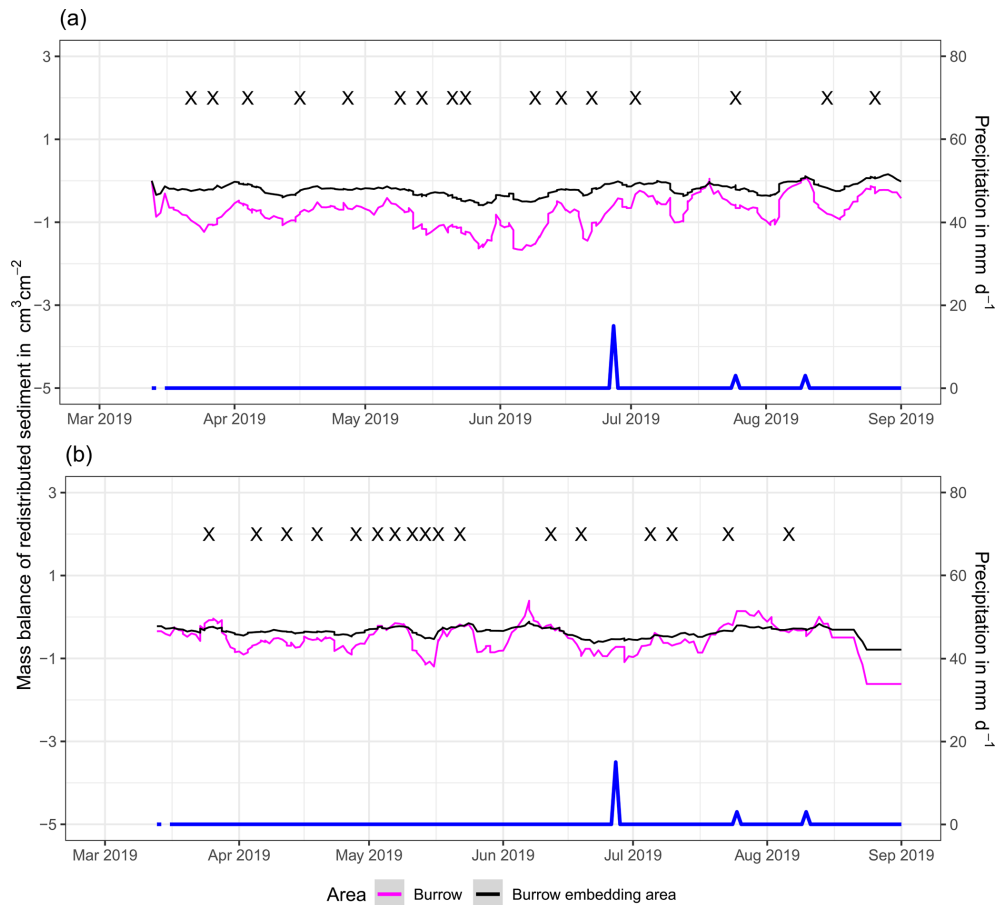 (a)
3
1
−1
−3
−5
80
60
40
20
0
X X X X X X X X X X X X X X X X
Mar 2019 Apr 2019 May 2019 Jun 2019 Jul 2019 Aug 2019 Sep 2019
Precipitation in mm d⁻¹
Mass balance of redistributed sediment in cm³cm⁻²
(b)
3
1
−1
−3
−5
80
60
40
20
0
X X X X X X X X X X X X X X X X X
Mar 2019 Apr 2019 May 2019 Jun 2019 Jul 2019 Aug 2019 Sep 2019
Precipitation in mm d⁻¹
Area Burrow Burrow embedding area